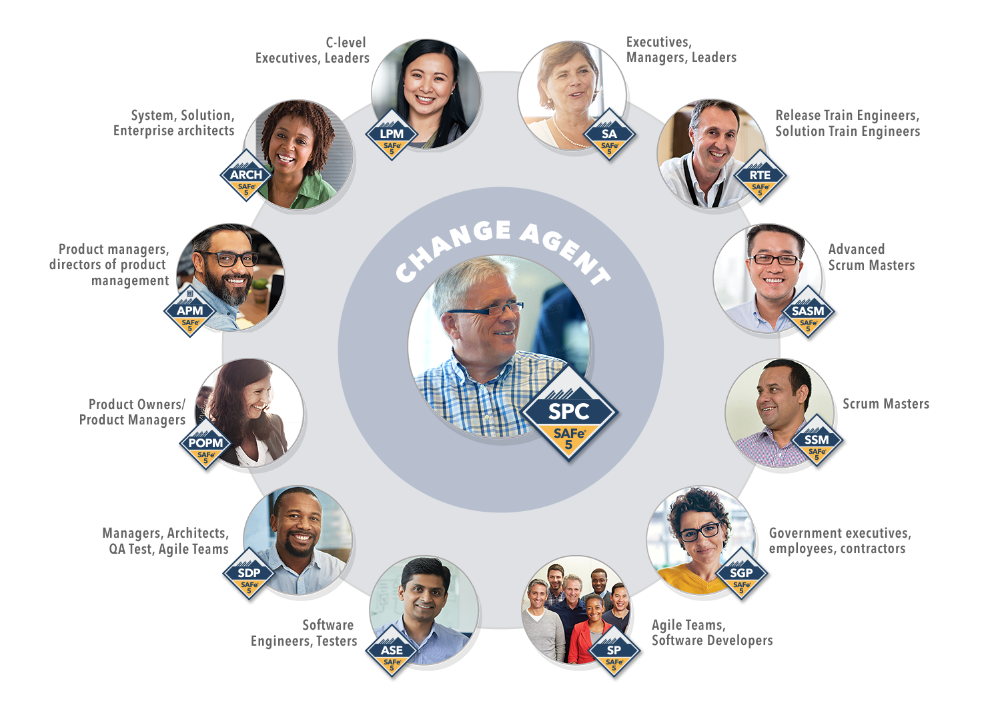 C-level
Executives, Leaders
LPM
SAFe®
5
Executives,
Managers, Leaders
SA
SAFe®
5
System, Solution,
Enterprise architects
ARCH
SAFe®
5
Release Train Engineers,
Solution Train Engineers
RTE
SAFe®
5
CHANGE AGENT
SPC
SAFe®
5
Product managers,
directors of product
management
APM
SAFe®
5
Advanced
Scrum Masters
SASM
SAFe®
5
Product Owners/
Product Managers
POPM
SAFe®
5
Scrum Masters
SSM
SAFe®
5
Managers, Architects,
QA Test, Agile Teams
SDP
SAFe®
5
Government executives,
employees, contractors
SGP
SAFe®
5
Software
Engineers, Testers
ASE
SAFe®
5
Agile Teams,
Software Developers
SP
SAFe®
5